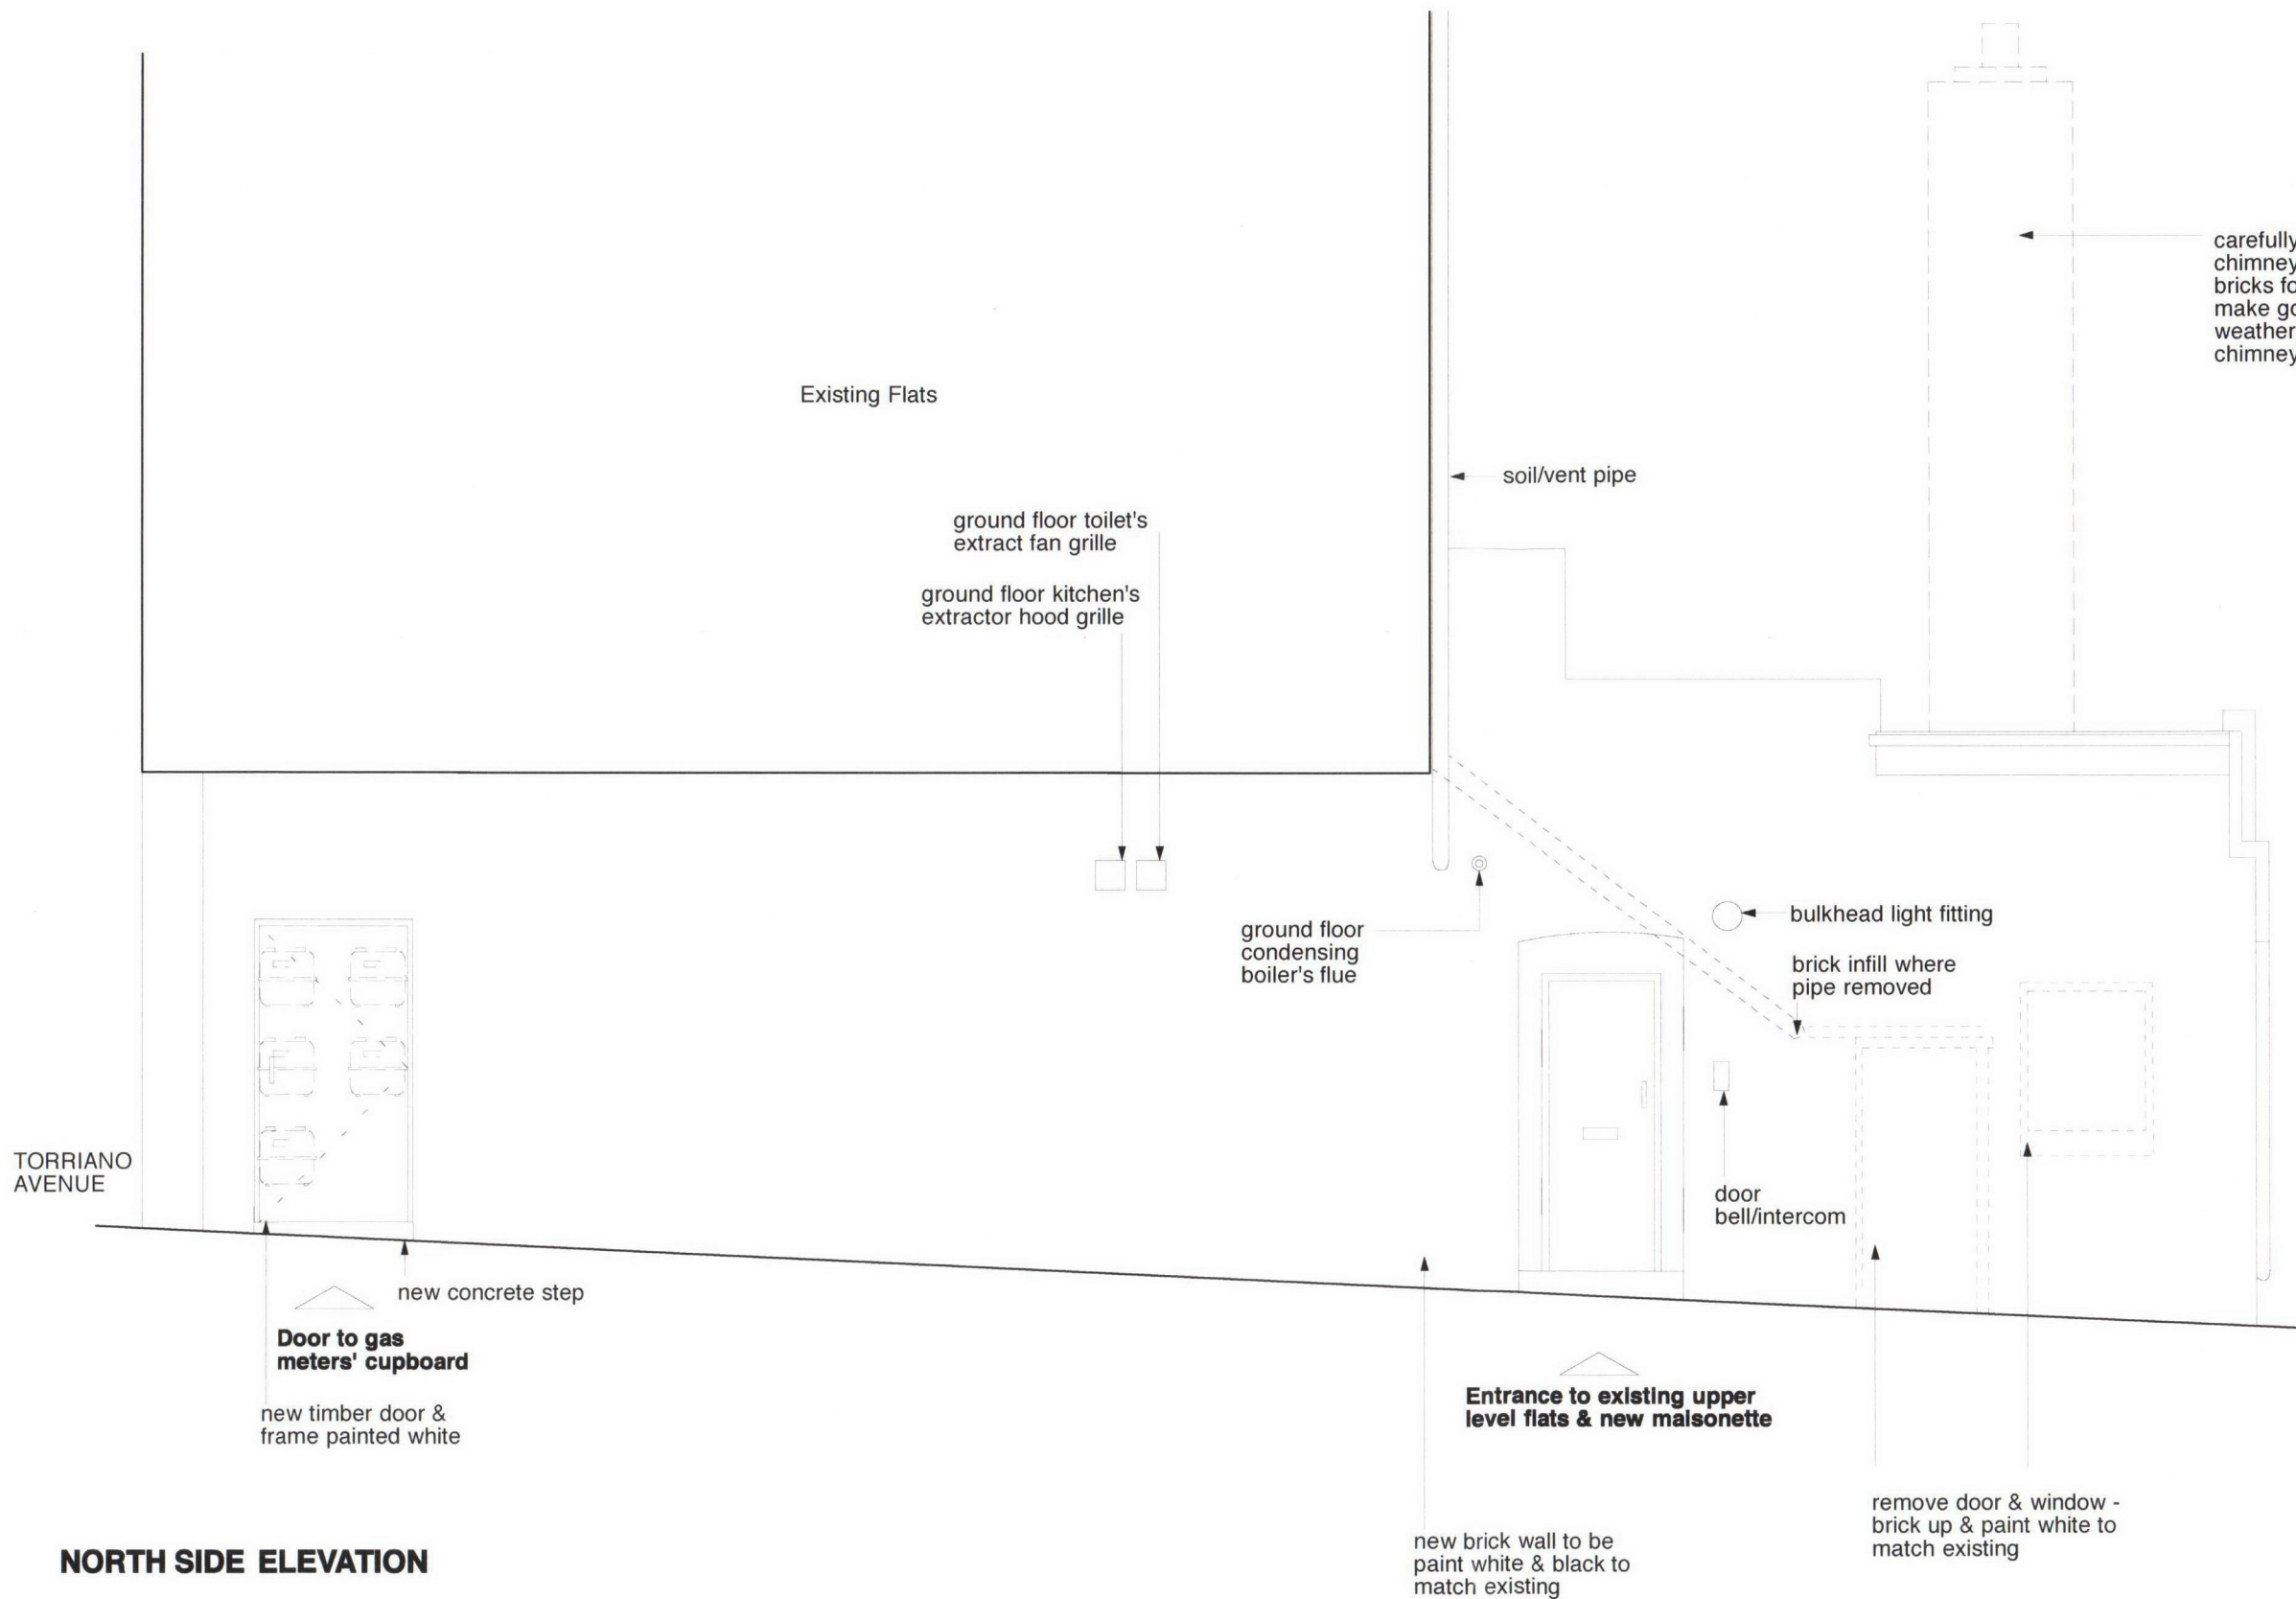 carefully
chimney
bricks
make
weather
chimney
Existing Flats
soil/vent pipe
ground floor toilet's
extract fan grille
ground floor kitchen's
extractor hood grille
ground floor
condensing
boiler's flue
bulkhead light fitting
brick infill where
pipe removed
TORRIANO
AVENUE
door
bell/intercom
new concrete step
Door to gas
meters' cupboard
new timber door &
frame painted white
Entrance to existing upper
level flats & new maisonette
remove door & window -
brick up & paint white to
match existing
new brick wall to be
paint white & black to
match existing
NORTH SIDE ELEVATION